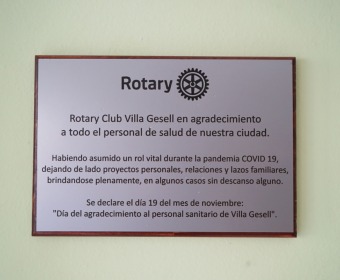 Rotary
Rotary Club Villa Gesell en agradecimiento
a todo el personal de salud de nuestra ciudad.
Habiendo asumido un rol vital durante la pandemia COVID 19,
dejando de lado proyectos personales, relaciones y lazos familiares,
brindandose plenamente, en algunos casos sin descanso alguno.
Se declare el día 19 del mes de noviembre:
"Día del agradecimiento al personal sanitario de Villa Gesell".